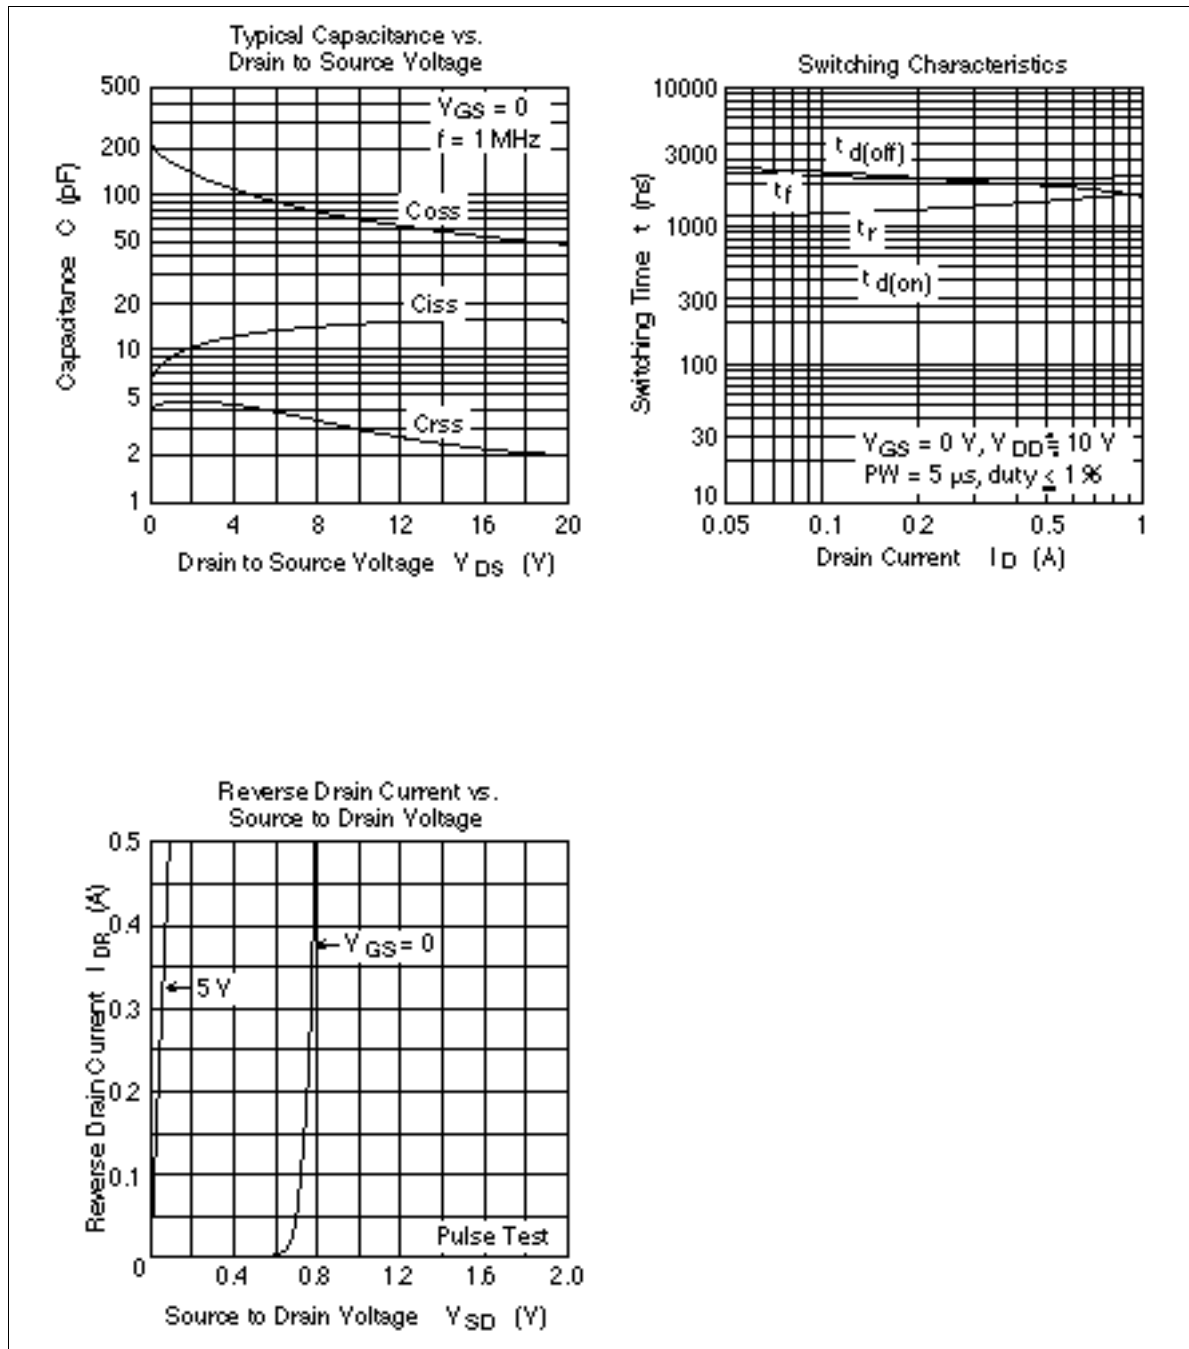 Typical Capacitance vs.
Drain to Source Voltage
500
200
100
50
20
10
5
2
1
Capacitance C (pF)
VGS = 0
f = 1 MHz
Coss
Ciss
Crss
0 4 8 12 16 20
Drain to Source Voltage VDS (V)
Switching Characteristics
10000
3000
1000
300
100
30
10
Switching Time t (ns)
t d(off)
tf
tr
t d(on)
VGS = 0 V, VDD ≒ 10 V
PW = 5 µs, duty ≤ 1 %
0.05 0.1 0.2 0.5 1
Drain Current ID (A)
Reverse Drain Current vs.
Source to Drain Voltage
0.5
0.4
0.3
0.2
0.1
0
Reverse Drain Current IDR (A)
VGS = 0
5 V
Pulse Test
0.4 0.8 1.2 1.6 2.0
Source to Drain Voltage VSD (V)